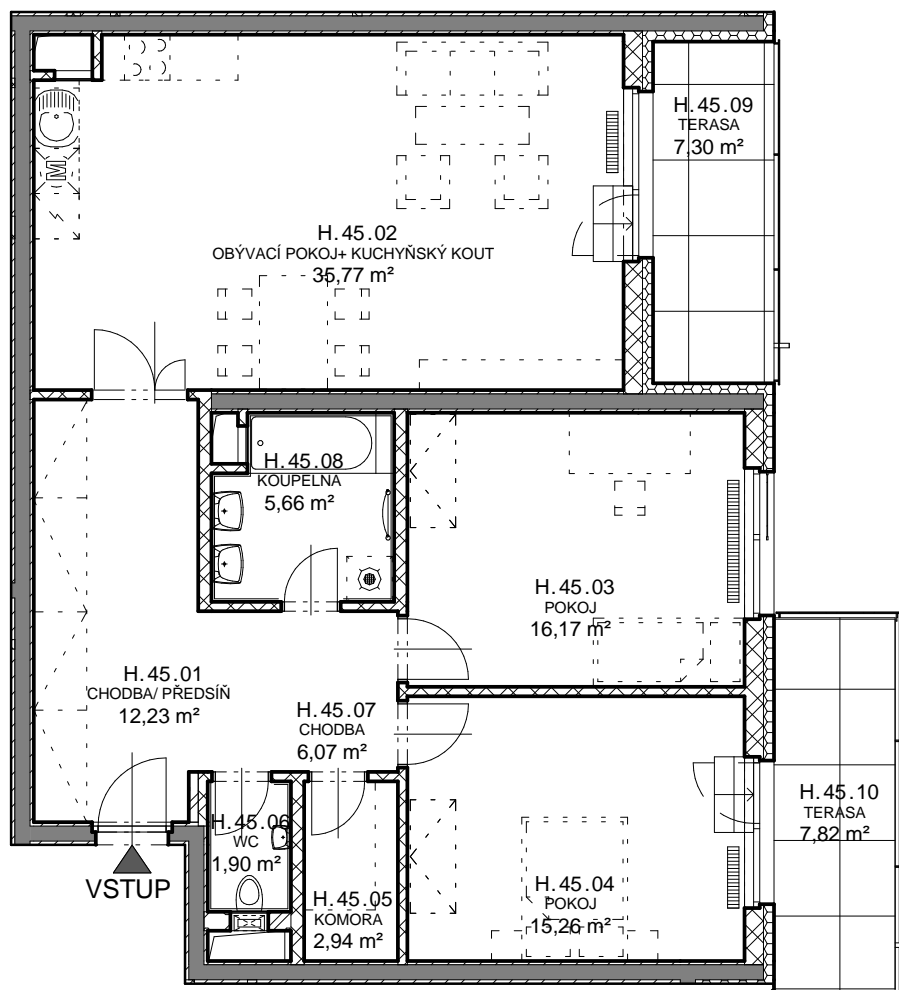 H.45.09
TERASA
7,30 m²
M
H.45.02
OBÝVACÍ POKOJ+ KUCHYŇSKÝ KOUT
35,77 m²
H.45.08
KOUPELNA
5,66 m²
H.45.03
POKOJ
16,17 m²
H.45.01
CHODBA/ PŘEDSÍŇ
12,23 m²
H.45.07
CHODBA
6,07 m²
H.45.10
TERASA
7,82 m²
H.45.06
WC
1,90 m²
H.45.05
KOMORA
2,94 m²
H.45.04
POKOJ
15,26 m²
VSTUP